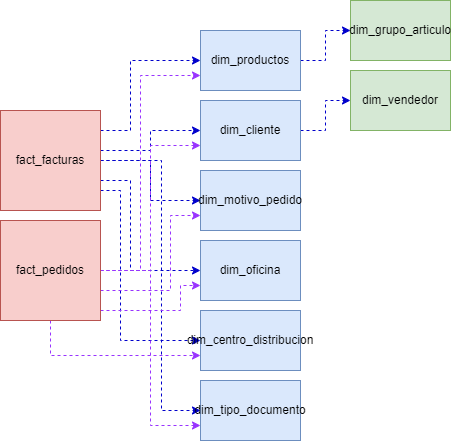 dim_grupo_articulo
dim_productos
dim_vendedor
dim_cliente
fact_facturas
dim_motivo_pedido
fact_pedidos
dim_oficina
dim_centro_distribucion
dim_tipo_documento